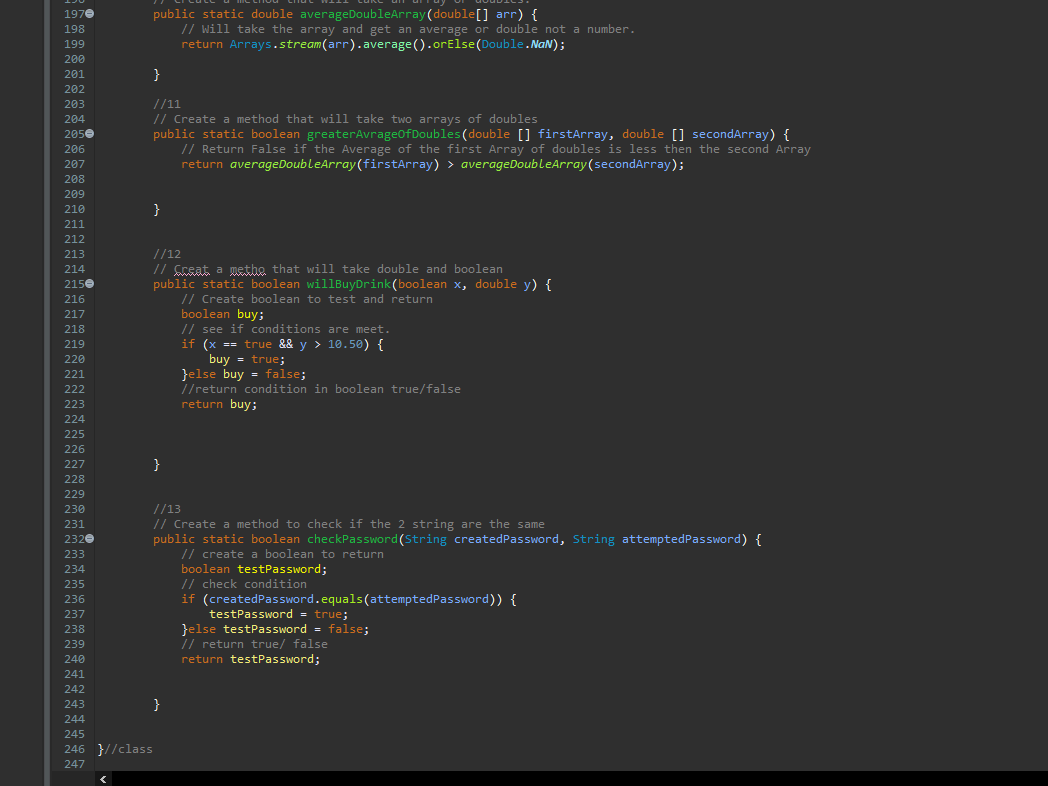 196 // Create a method that will take an array of doubles.
197 public static double averageDoubleArray(double[] arr) {
198 // Will take the array and get an average or double not a number.
199 return Arrays.stream(arr).average().orElse(Double.NaN);
200
201 }
202
203 //11
204 // Create a method that will take two arrays of doubles
205 public static boolean greaterAvrageOfDoubles(double [] firstArray, double [] secondArray) {
206 // Return False if the Average of the first Array of doubles is less then the second Array
207 return averageDoubleArray(firstArray) > averageDoubleArray(secondArray);
208
209
210 }
211
212
213 //12
214 // Creat a metho that will take double and boolean
215 public static boolean willBuyDrink(boolean x, double y) {
216 // Create boolean to test and return
217 boolean buy;
218 // see if conditions are meet.
219 if (x == true && y > 10.50) {
220 buy = true;
221 }else buy = false;
222 //return condition in boolean true/false
223 return buy;
224
225
226
227 }
228
229
230 //13
231 // Create a method to check if the 2 string are the same
232 public static boolean checkPassword(String createdPassword, String attemptedPassword) {
233 // create a boolean to return
234 boolean testPassword;
235 // check condition
236 if (createdPassword.equals(attemptedPassword)) {
237 testPassword = true;
238 }else testPassword = false;
239 // return true/ false
240 return testPassword;
241
242
243 }
244
245
246 }//class
247